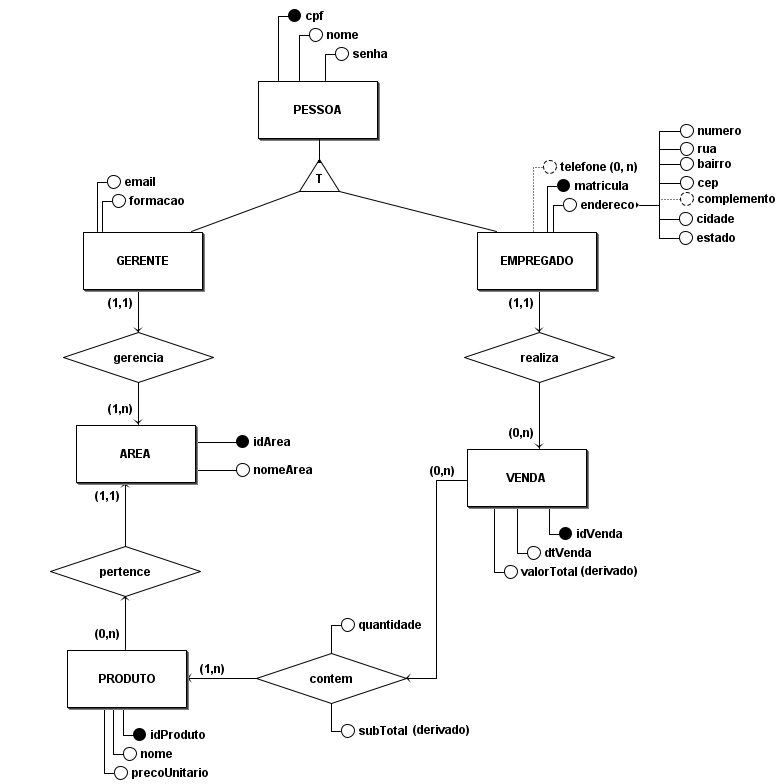 cpf
nome
senha
PESSOA
T
numero
rua
bairro
cep
complemento
cidade
estado
telefone (0, n)
matricula
endereco
email
formacao
GERENTE
EMPREGADO
(1,1)
(1,1)
gerencia
realiza
(1,n)
(0,n)
AREA
idArea
nomeArea
(1,1)
(0,n)
VENDA
idVenda
dtVenda
valorTotal (derivado)
pertence
(0,n)
quantidade
(1,n)
contem
PRODUTO
subTotal (derivado)
idProduto
nome
precoUnitario